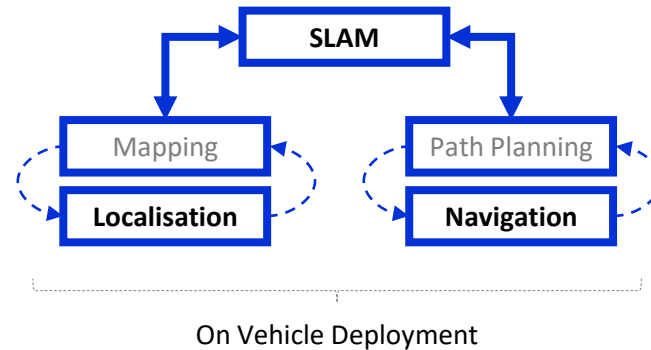 SLAM
Mapping
Path Planning
Localisation
Navigation
On Vehicle Deployment